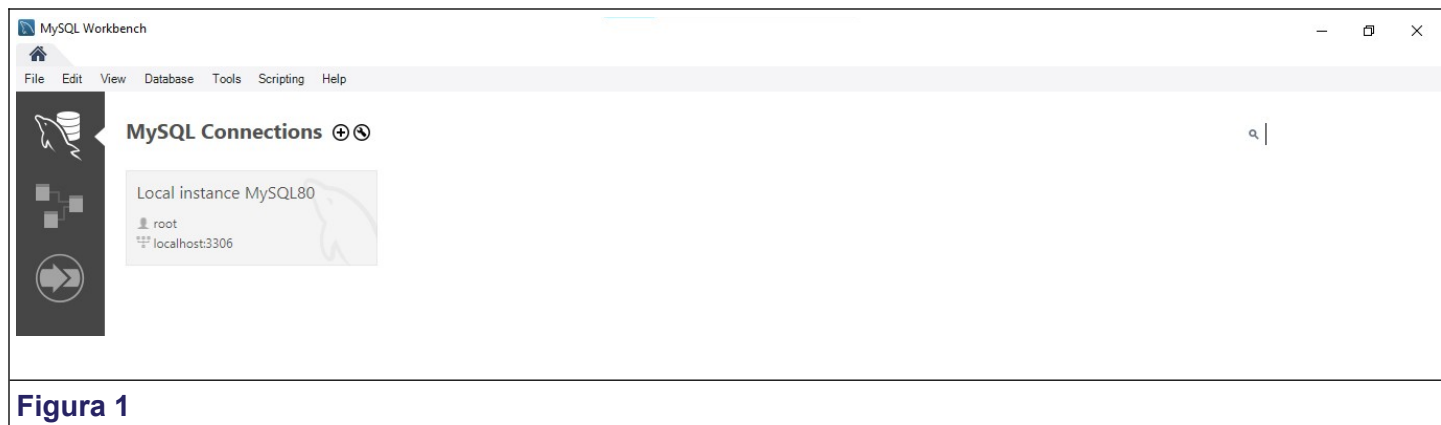 MySQL Workbench
File Edit View Database Tools Scripting Help
MySQL Connections
Local instance MySQL80
root
localhost:3306
Figura 1